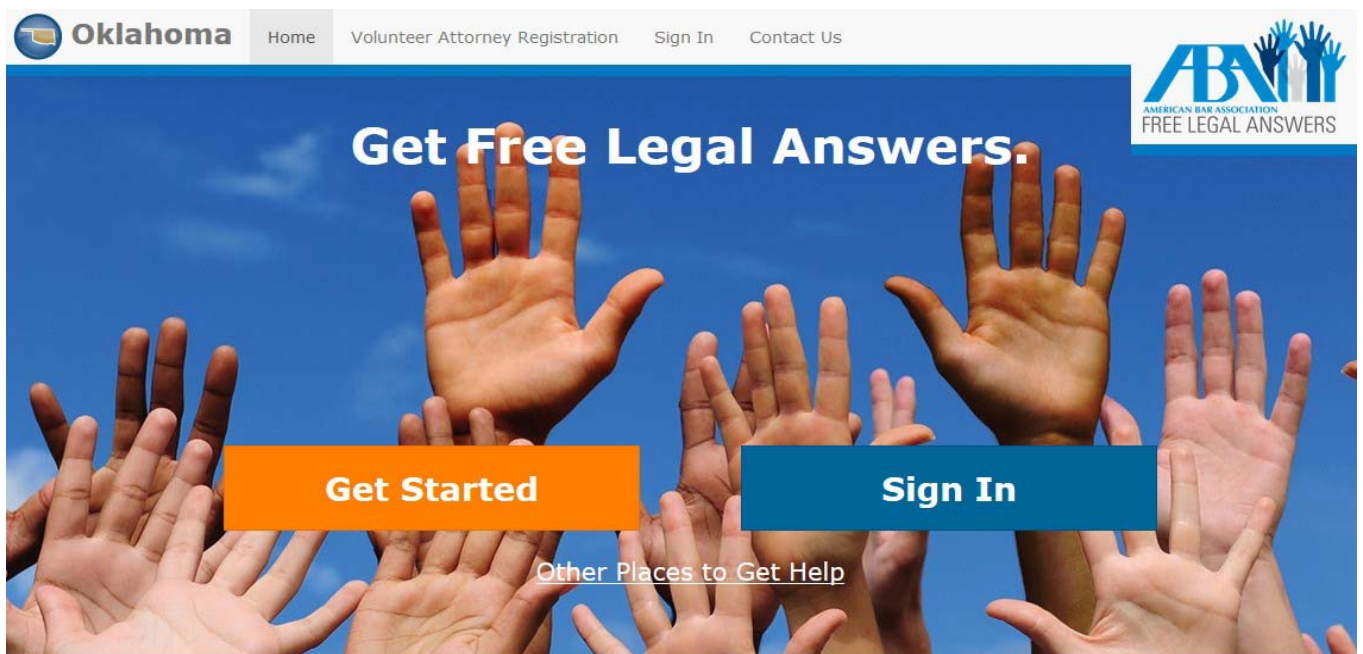 Oklahoma
Home
Volunteer Attorney Registration
Sign In
Contact Us
ABA
AMERICAN BAR ASSOCIATION
FREE LEGAL ANSWERS
Get Free Legal Answers.
Get Started
Sign In
Other Places to Get Help